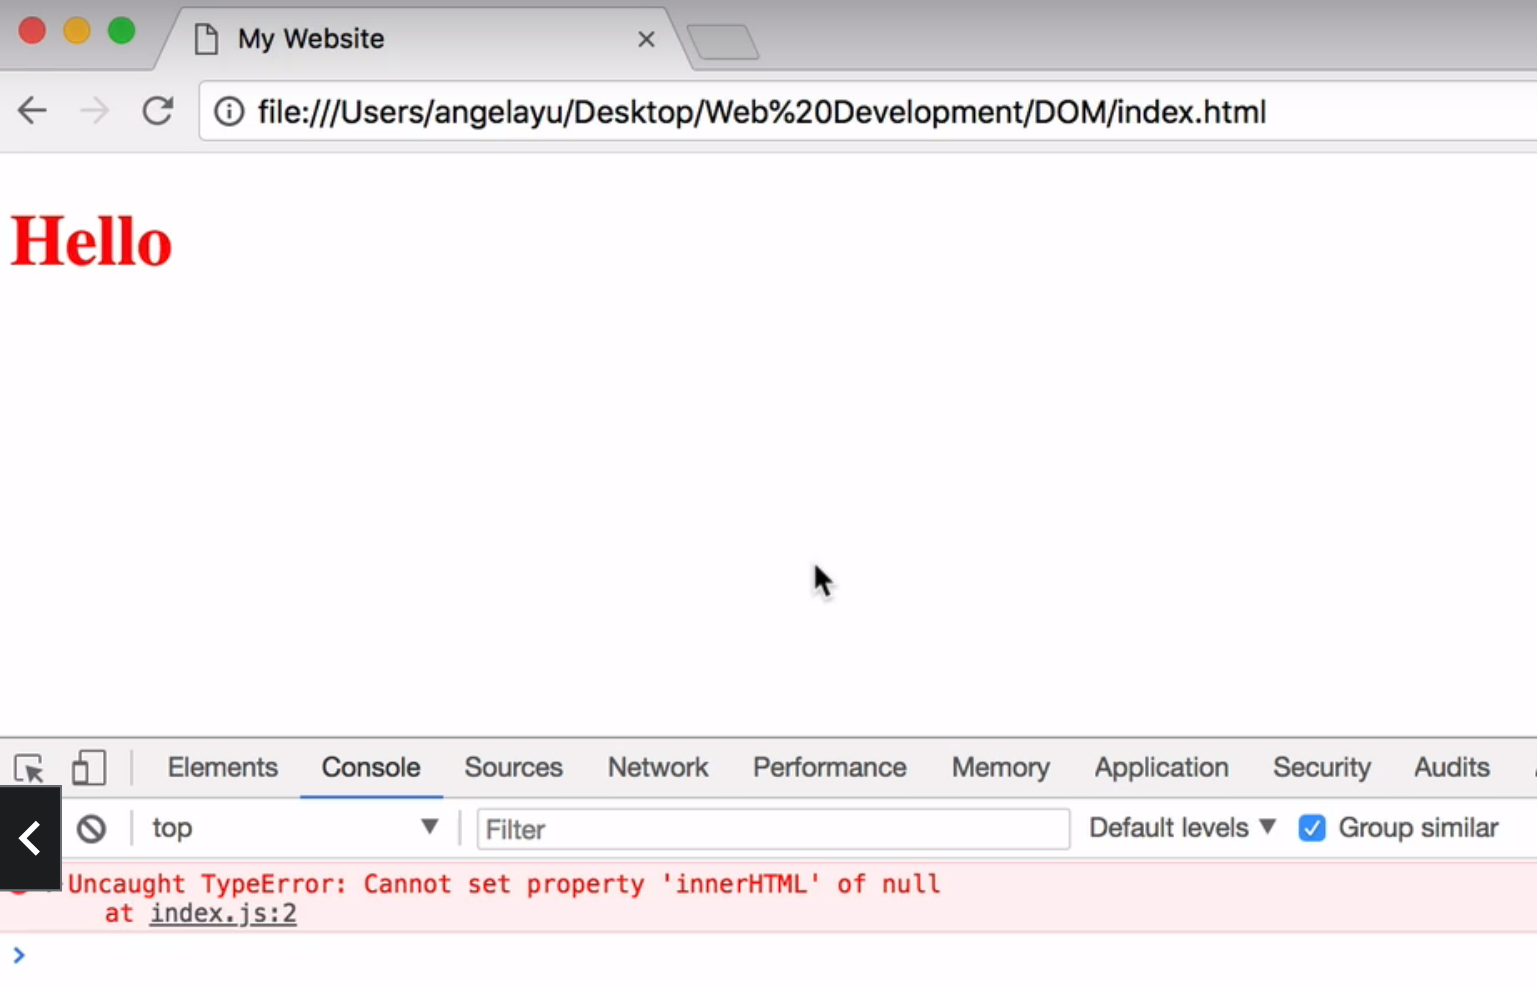 My Website
file:///Users/angelayu/Desktop/Web%20Development/DOM/index.html
Hello
Elements Console Sources Network Performance Memory Application Security Audits
top Filter Default levels Group similar
Uncaught TypeError: Cannot set property 'innerHTML' of null
at index.js:2